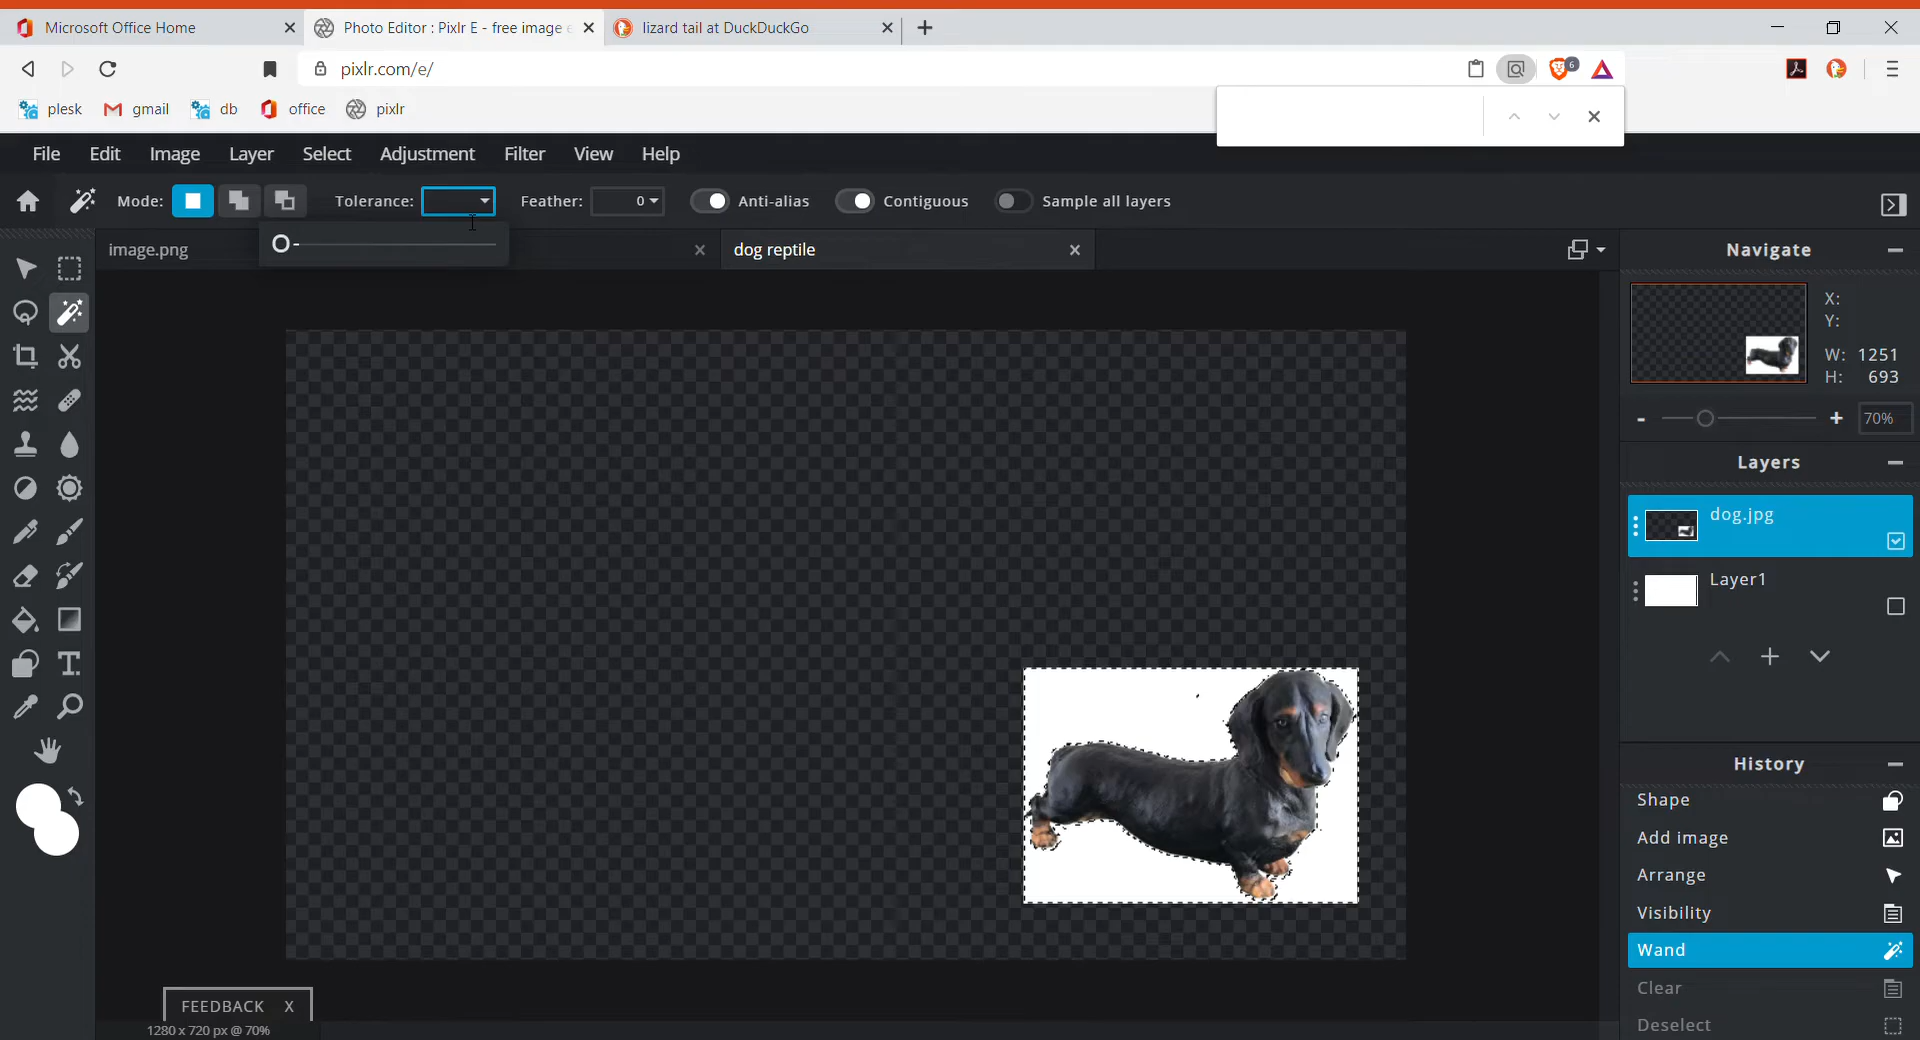 Microsoft Office Home
Photo Editor : Pixlr E - free image e
lizard tail at DuckDuckGo
pixlr.com/e/
6
plesk
gmail
db
office
pixlr
File
Edit
Image
Layer
Select
Adjustment
Filter
View
Help
Mode:
Tolerance:
Feather:
0
Anti-alias
Contiguous
Sample all layers
image.png
dog reptile
Navigate
X:
Y:
W: 1251
H: 693
70%
Layers
dog.jpg
Layer1
History
Shape
Add image
Arrange
Visibility
Wand
Clear
Deselect
FEEDBACK X
1280 x 720 px @ 70%